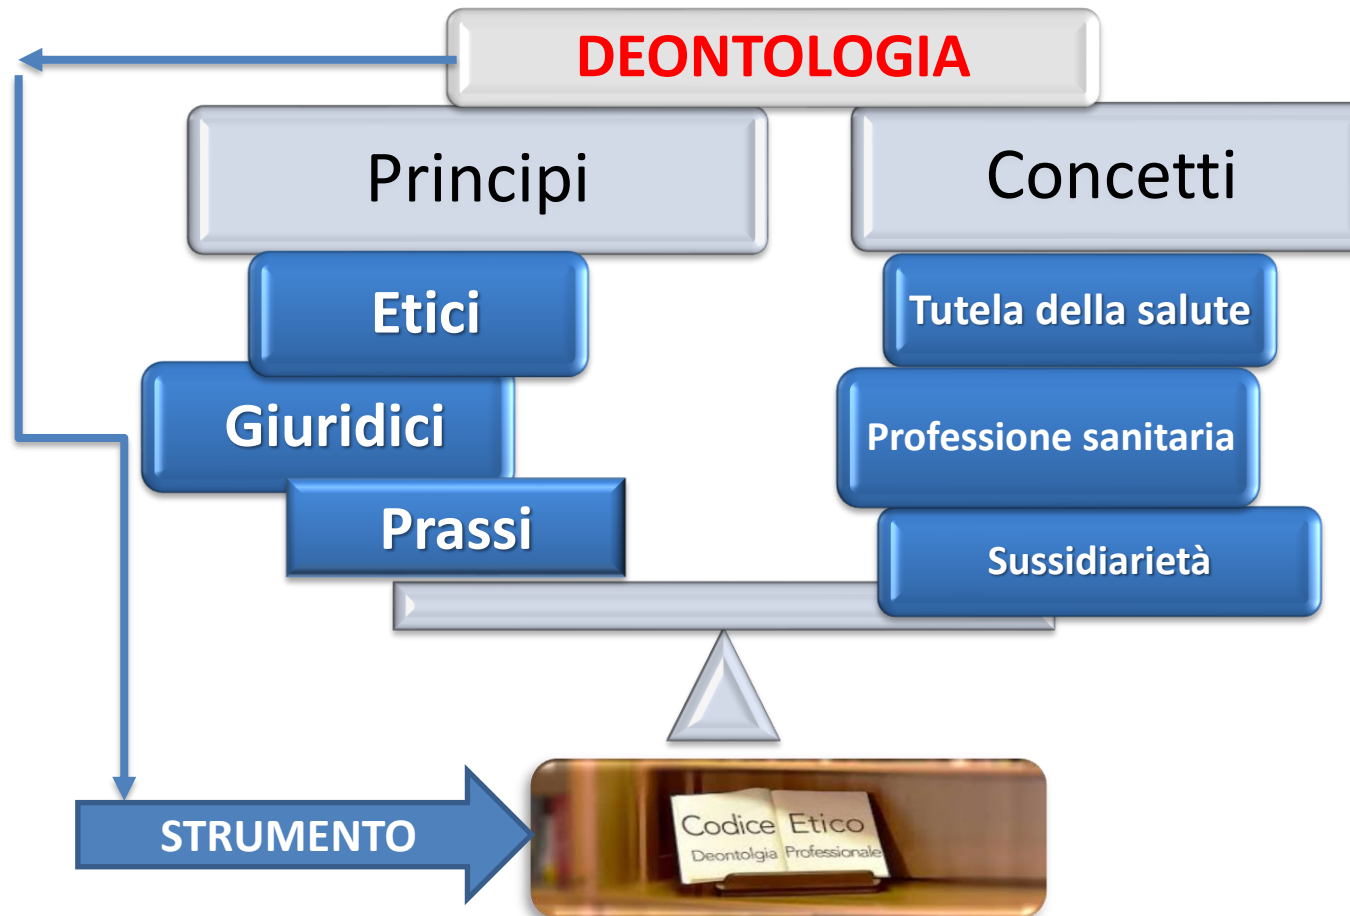 DEONTOLOGIA
Principi
Concetti
Etici
Giuridici
Prassi
Tutela della salute
Professione sanitaria
Sussidiarietà
STRUMENTO
Codice Etico
Deontolgia Professionale